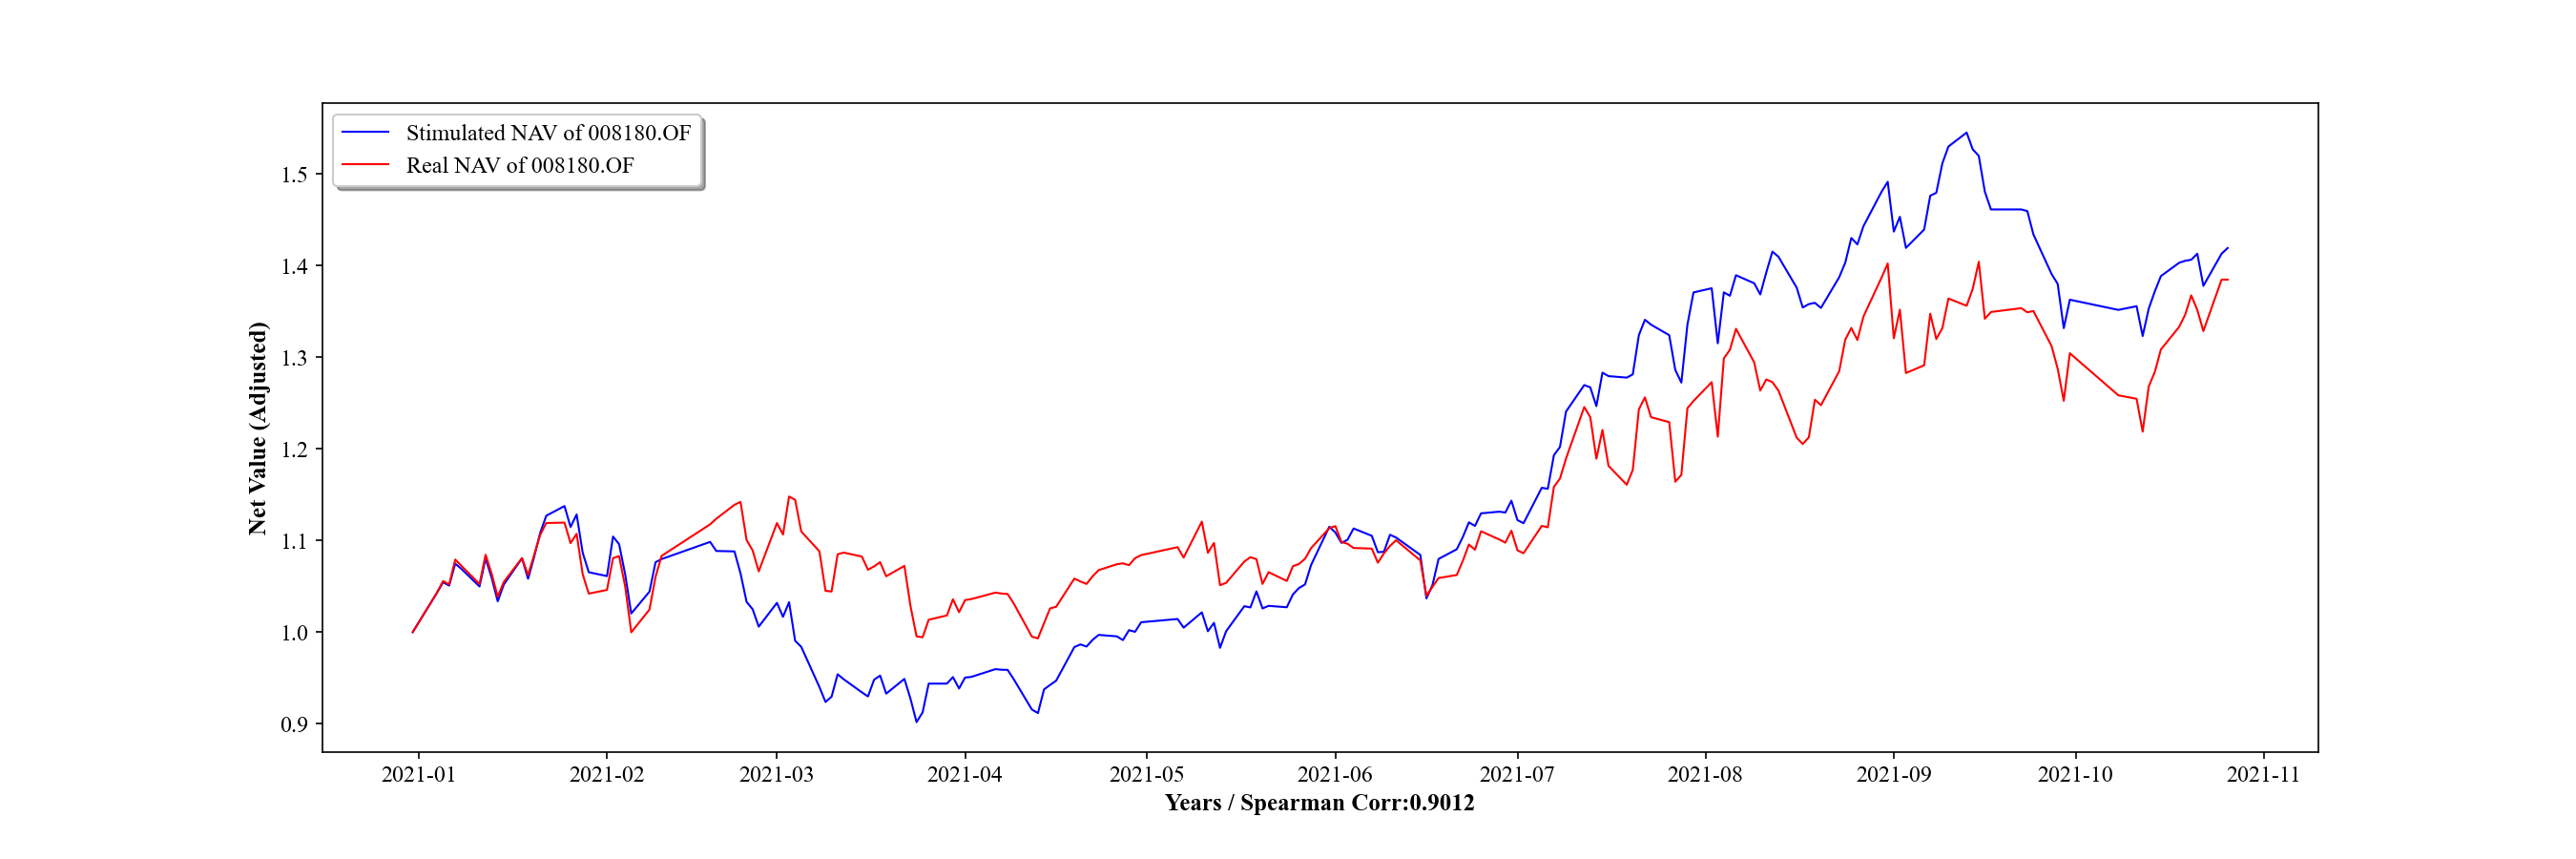 Stimulated NAV of 008180.OF
Real NAV of 008180.OF
Net Value (Adjusted)
1.5
1.4
1.3
1.2
1.1
1.0
0.9
2021-01 2021-02 2021-03 2021-04 2021-05 2021-06 2021-07 2021-08 2021-09 2021-10 2021-11
Years / Spearman Corr:0.9012